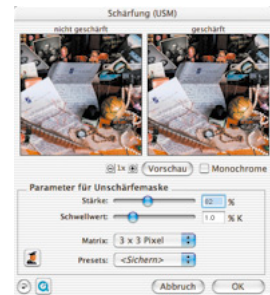 Schärfung (USM)
nicht geschärft geschärft
1x Vorschau Monochrome
Parameter für Unschärfemaske
Stärke: 82 %
Schwellwert: 1.0 % K
Matrix: 3 x 3 Pixel
Presets: <Sichern>
Abbruch OK